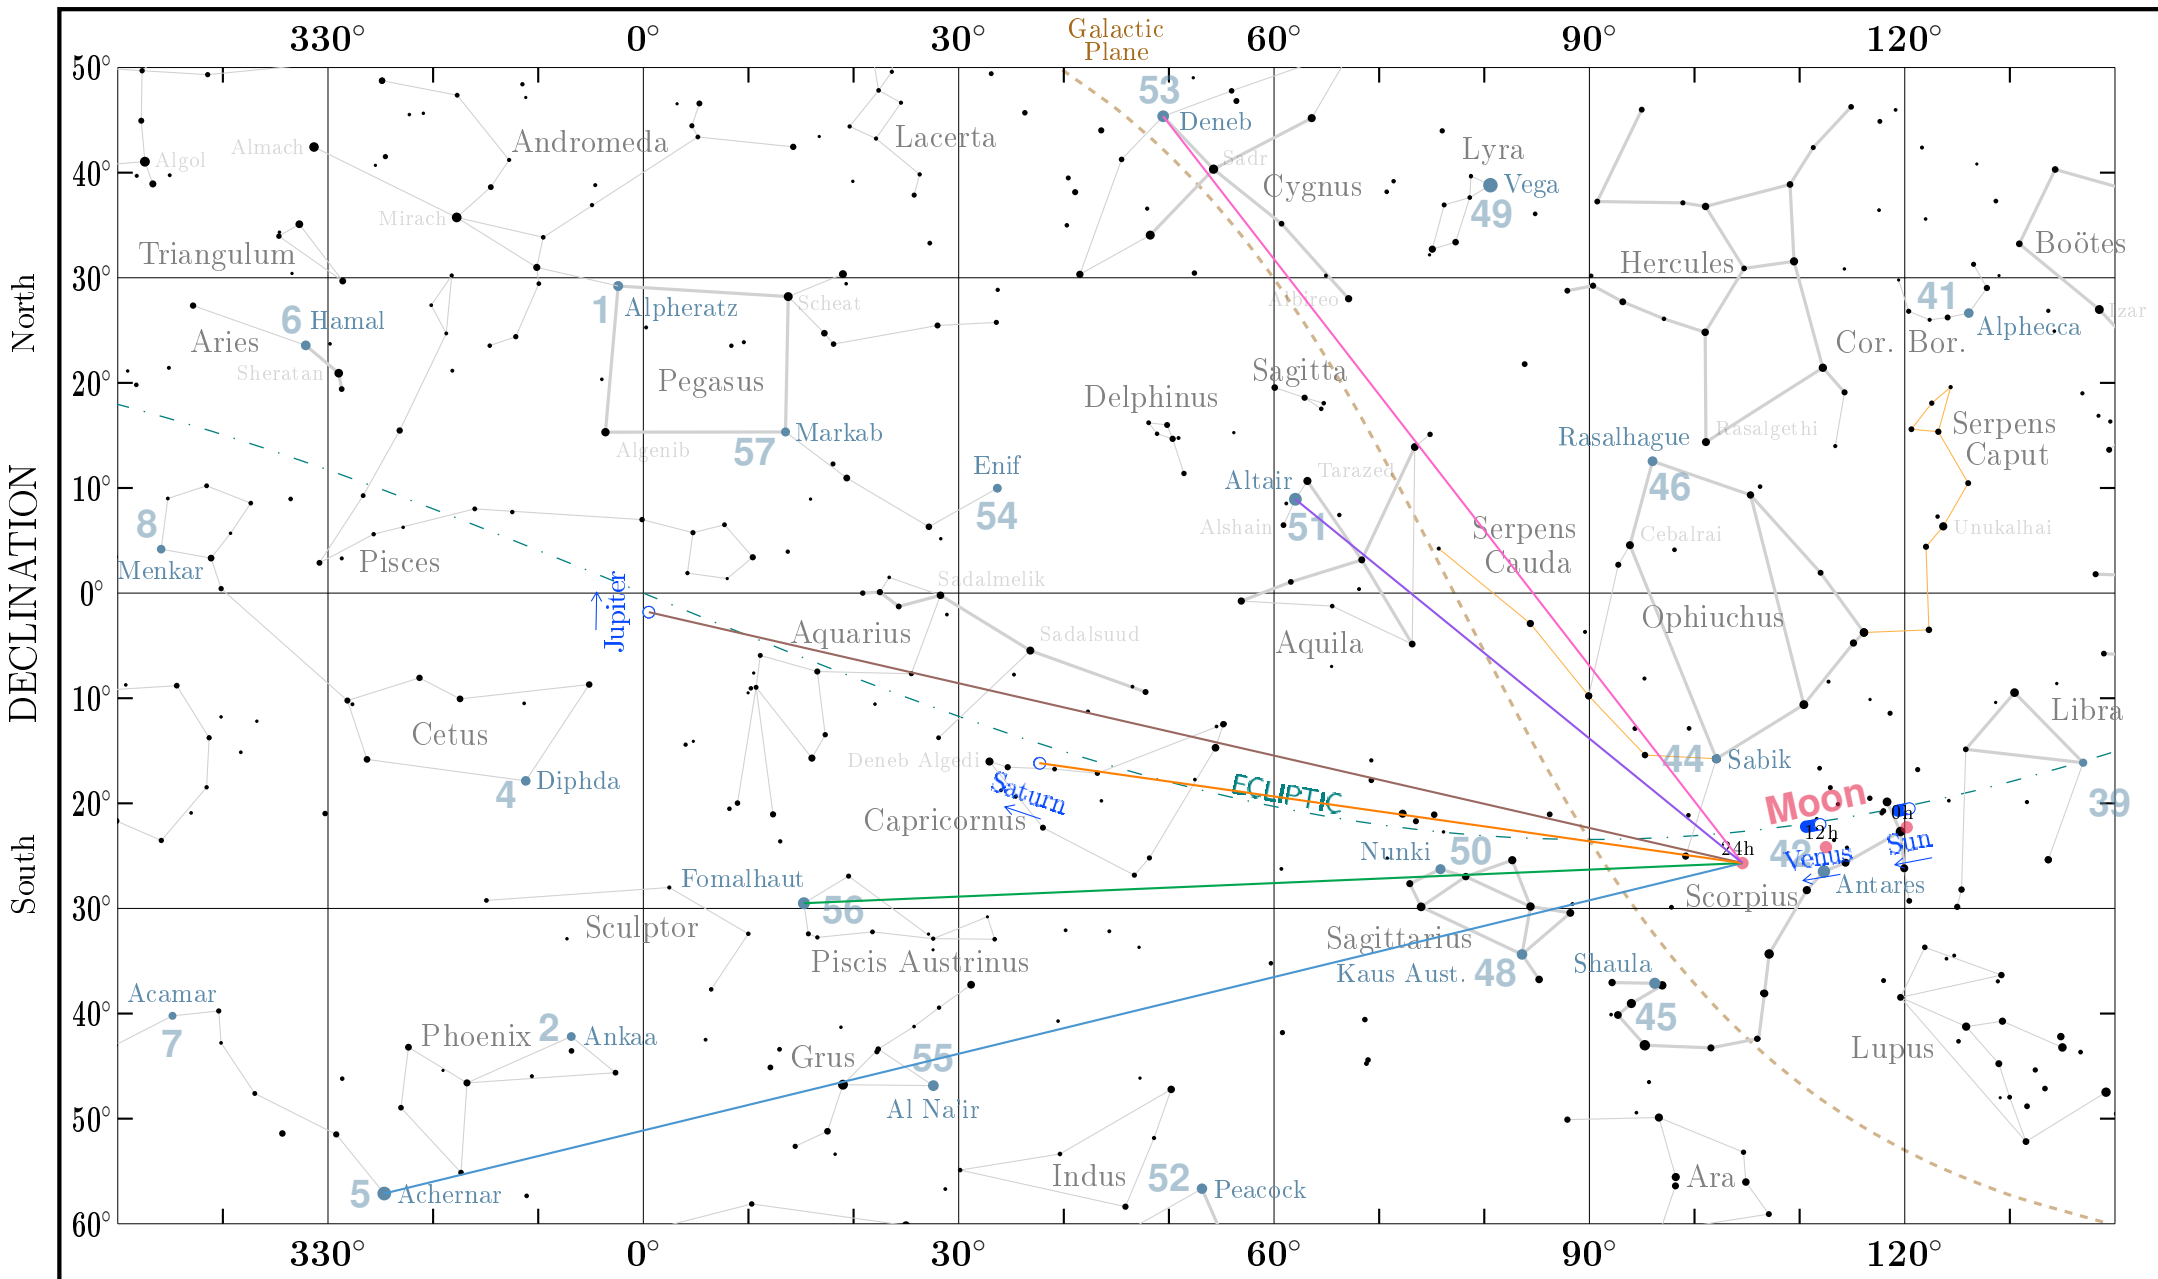 Galactic
Plane
330° 0° 30° 60° 90° 120°
50°
53
Deneb
Andromeda
Lacerta
Algol
Almach
Sadr
Lyra
40°
Cygnus
Vega
49
Mirach
Triangulum
Boötes
Hercules
30°
North
6 Hamal
1
Alpheratz
Scheat
Albireo
41
Alphecca
Izar
Aries
Cor. Bor.
Sheratan
Pegasus
Sagitta
20°
Delphinus
Serpens
Caput
Algenib
57
Markab
Rasalhague
Rasalgethi
Enif
Tarazed
Altair
46
10°
8
54
Alshain
51
Serpens
Cauda
Cebalrai
Unukalhai
Menkar
Pisces
Sadalmelik
DECLINATION
0°
Jupiter
Aquarius
Sadalsuud
Aquila
Ophiuchus
10°
Cetus
Libra
Deneb Algedi
44
Sabik
4
Diphda
Saturn
ECLIPTIC
Moon
39
20°
Capricornus
0h
12h
24h
Nunki
50
42
Venus
Sun
Antares
South
Fomalhaut
56
Scorpius
30°
Sculptor
Piscis Austrinus
Sagittarius
Kaus Aust.
48
Shaula
Acamar
7
40°
Phoenix
2
Ankaa
45
Grus
55
Lupus
Al Na'ir
50°
5
Achernar
Indus
52
Peacock
Ara
60°
330° 0° 30° 60° 90° 120°